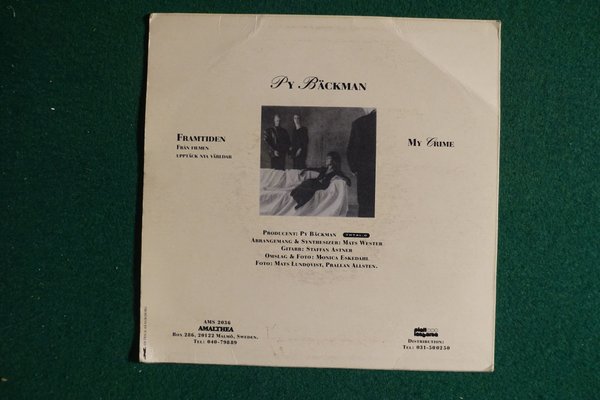 Py Bäckman
Framtiden
Från filmen
upptäck nya världar
My Crime
Producent: Py Bäckman
Arrangemang & Synthesizer: Mats Wester
Gitarr: Staffan Astner
Omslag & Foto: Monica Eskedahl
Foto: Mats Lundqvist, Prallan Allsten.
AMS 2036
AMALTHEA
Box 286, 20122 Malmö, Sweden.
Tel: 040-79889
Distribution:
Tel: 031-500250